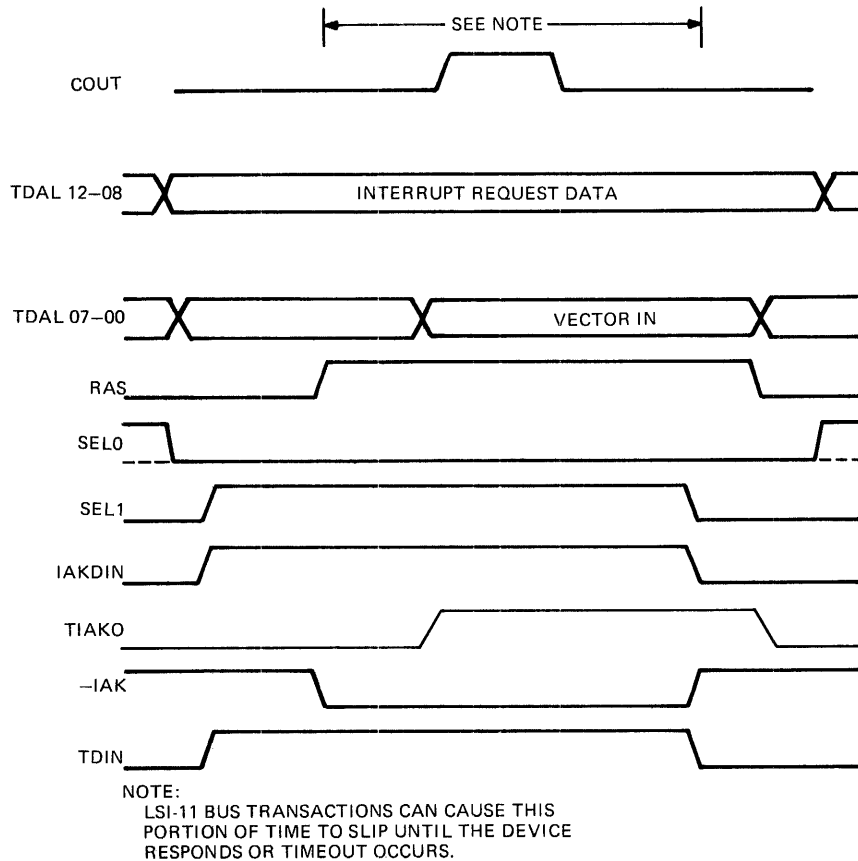 SEE NOTE
COUT
TDAL 12–08
INTERRUPT REQUEST DATA
TDAL 07–00
VECTOR IN
RAS
SEL0
SEL1
IAKDIN
TIAKO
–IAK
TDIN
NOTE:
LSI-11 BUS TRANSACTIONS CAN CAUSE THIS
PORTION OF TIME TO SLIP UNTIL THE DEVICE
RESPONDS OR TIMEOUT OCCURS.